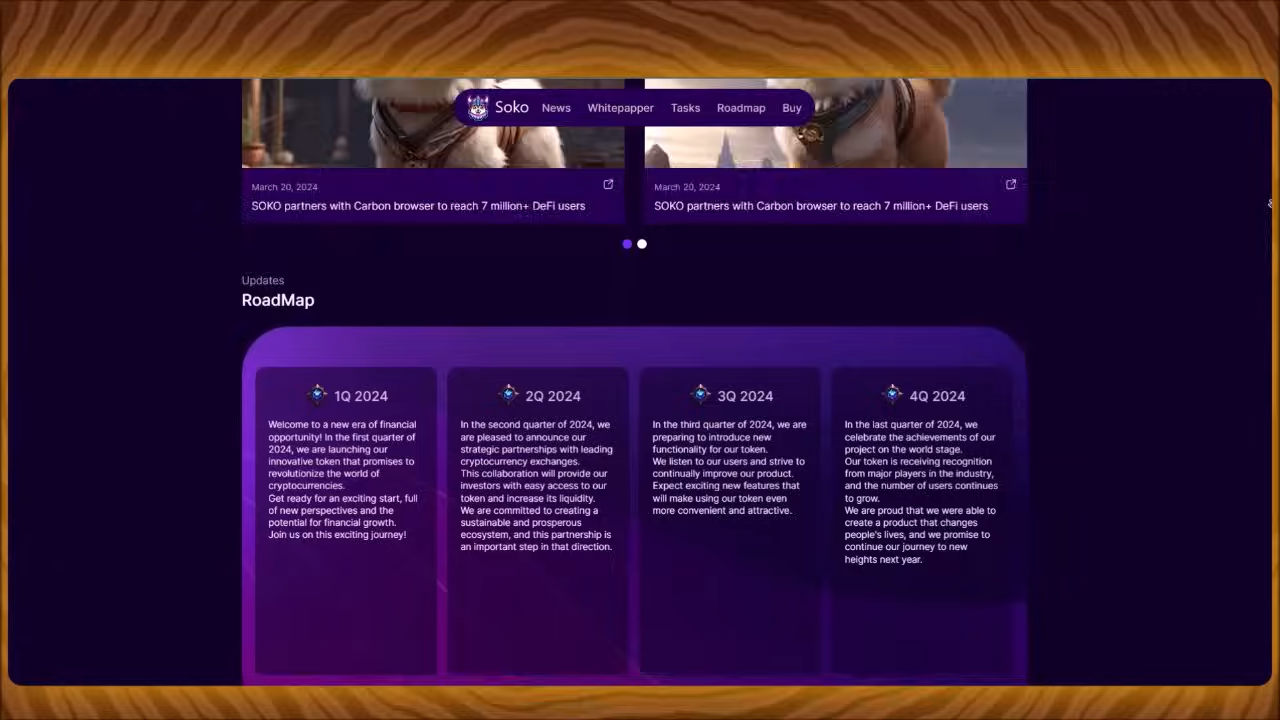 Soko News Whitepapper Tasks Roadmap Buy
March 20, 2024
SOKO partners with Carbon browser to reach 7 million+ DeFi users
March 20, 2024
SOKO partners with Carbon browser to reach 7 million+ DeFi users
Updates
RoadMap
1Q 2024
Welcome to a new era of financial
opportunity! In the first quarter of
2024, we are launching our
innovative token that promises to
revolutionize the world of
cryptocurrencies.
Get ready for an exciting start, full
of new perspectives and the
potential for financial growth.
Join us on this exciting journey!
2Q 2024
In the second quarter of 2024, we
are pleased to announce our
strategic partnerships with leading
cryptocurrency exchanges.
This collaboration will provide our
investors with easy access to our
token and increase its liquidity.
We are committed to creating a
sustainable and prosperous
ecosystem, and this partnership is
an important step in that direction.
3Q 2024
In the third quarter of 2024, we are
preparing to introduce new
functionality for our token.
We listen to our users and strive to
continually improve our product.
Expect exciting new features that
will make using our token even
more convenient and attractive.
4Q 2024
In the last quarter of 2024, we
celebrate the achievements of our
project on the world stage.
Our token is receiving recognition
from major players in the industry,
and the number of users continues
to grow.
We are proud that we were able to
create a product that changes
people's lives, and we promise to
continue our journey to new
heights next year.